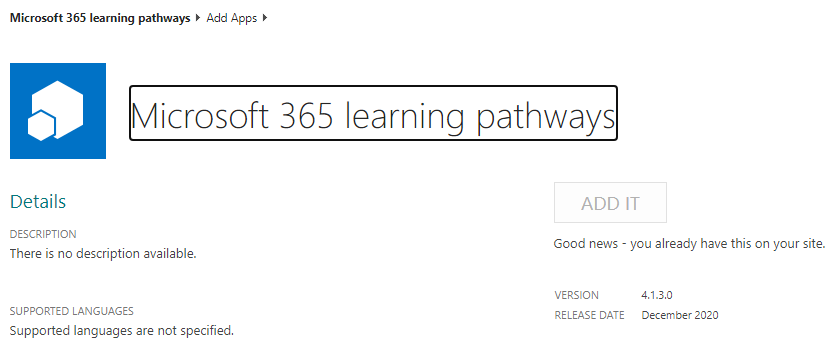 Microsoft 365 learning pathways ▸ Add Apps ▸
Microsoft 365 learning pathways
Details
DESCRIPTION
There is no description available.
SUPPORTED LANGUAGES
Supported languages are not specified.
ADD IT
Good news - you already have this on your site.
VERSION 4.1.3.0
RELEASE DATE December 2020